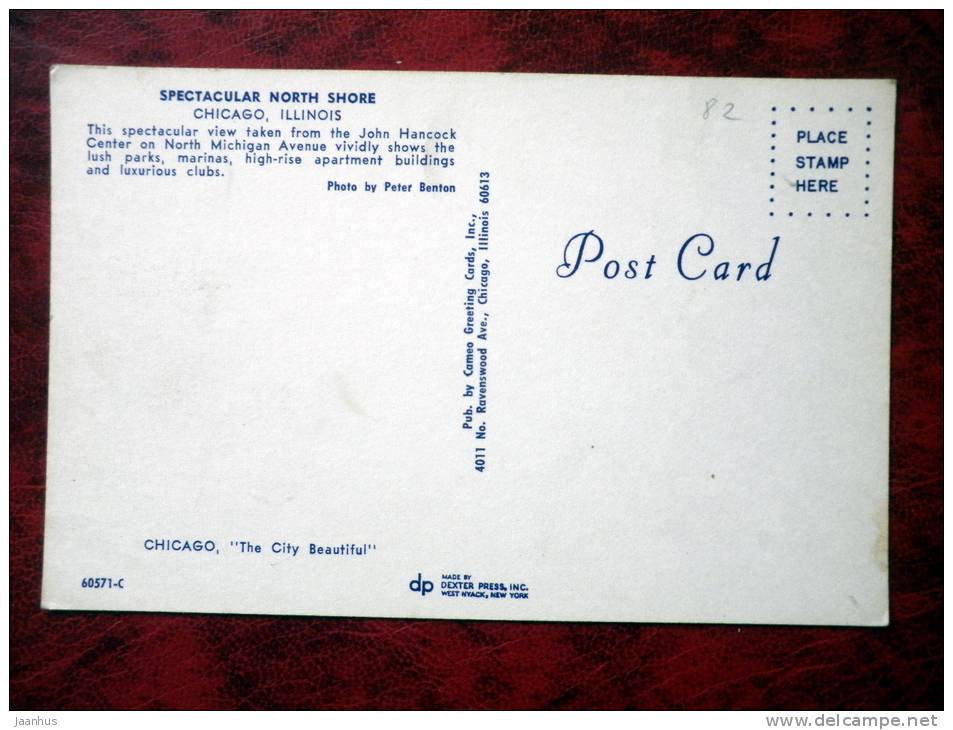 SPECTACULAR NORTH SHORE
CHICAGO, ILLINOIS
This spectacular view taken from the John Hancock
Center on North Michigan Avenue vividly shows the
lush parks, marinas, high-rise apartment buildings
and luxurious clubs.
Photo by Peter Benton
CHICAGO, "The City Beautiful"
60571-C
Pub. by Cameo Greeting Cards, Inc.,
4011 No. Ravenswood Ave., Chicago, Illinois 60613
dp
MADE BY
DEXTER PRESS, INC.
WEST NYACK, NEW YORK
82
PLACE
STAMP
HERE
Post Card
Jaanhus
www.delcampe.net